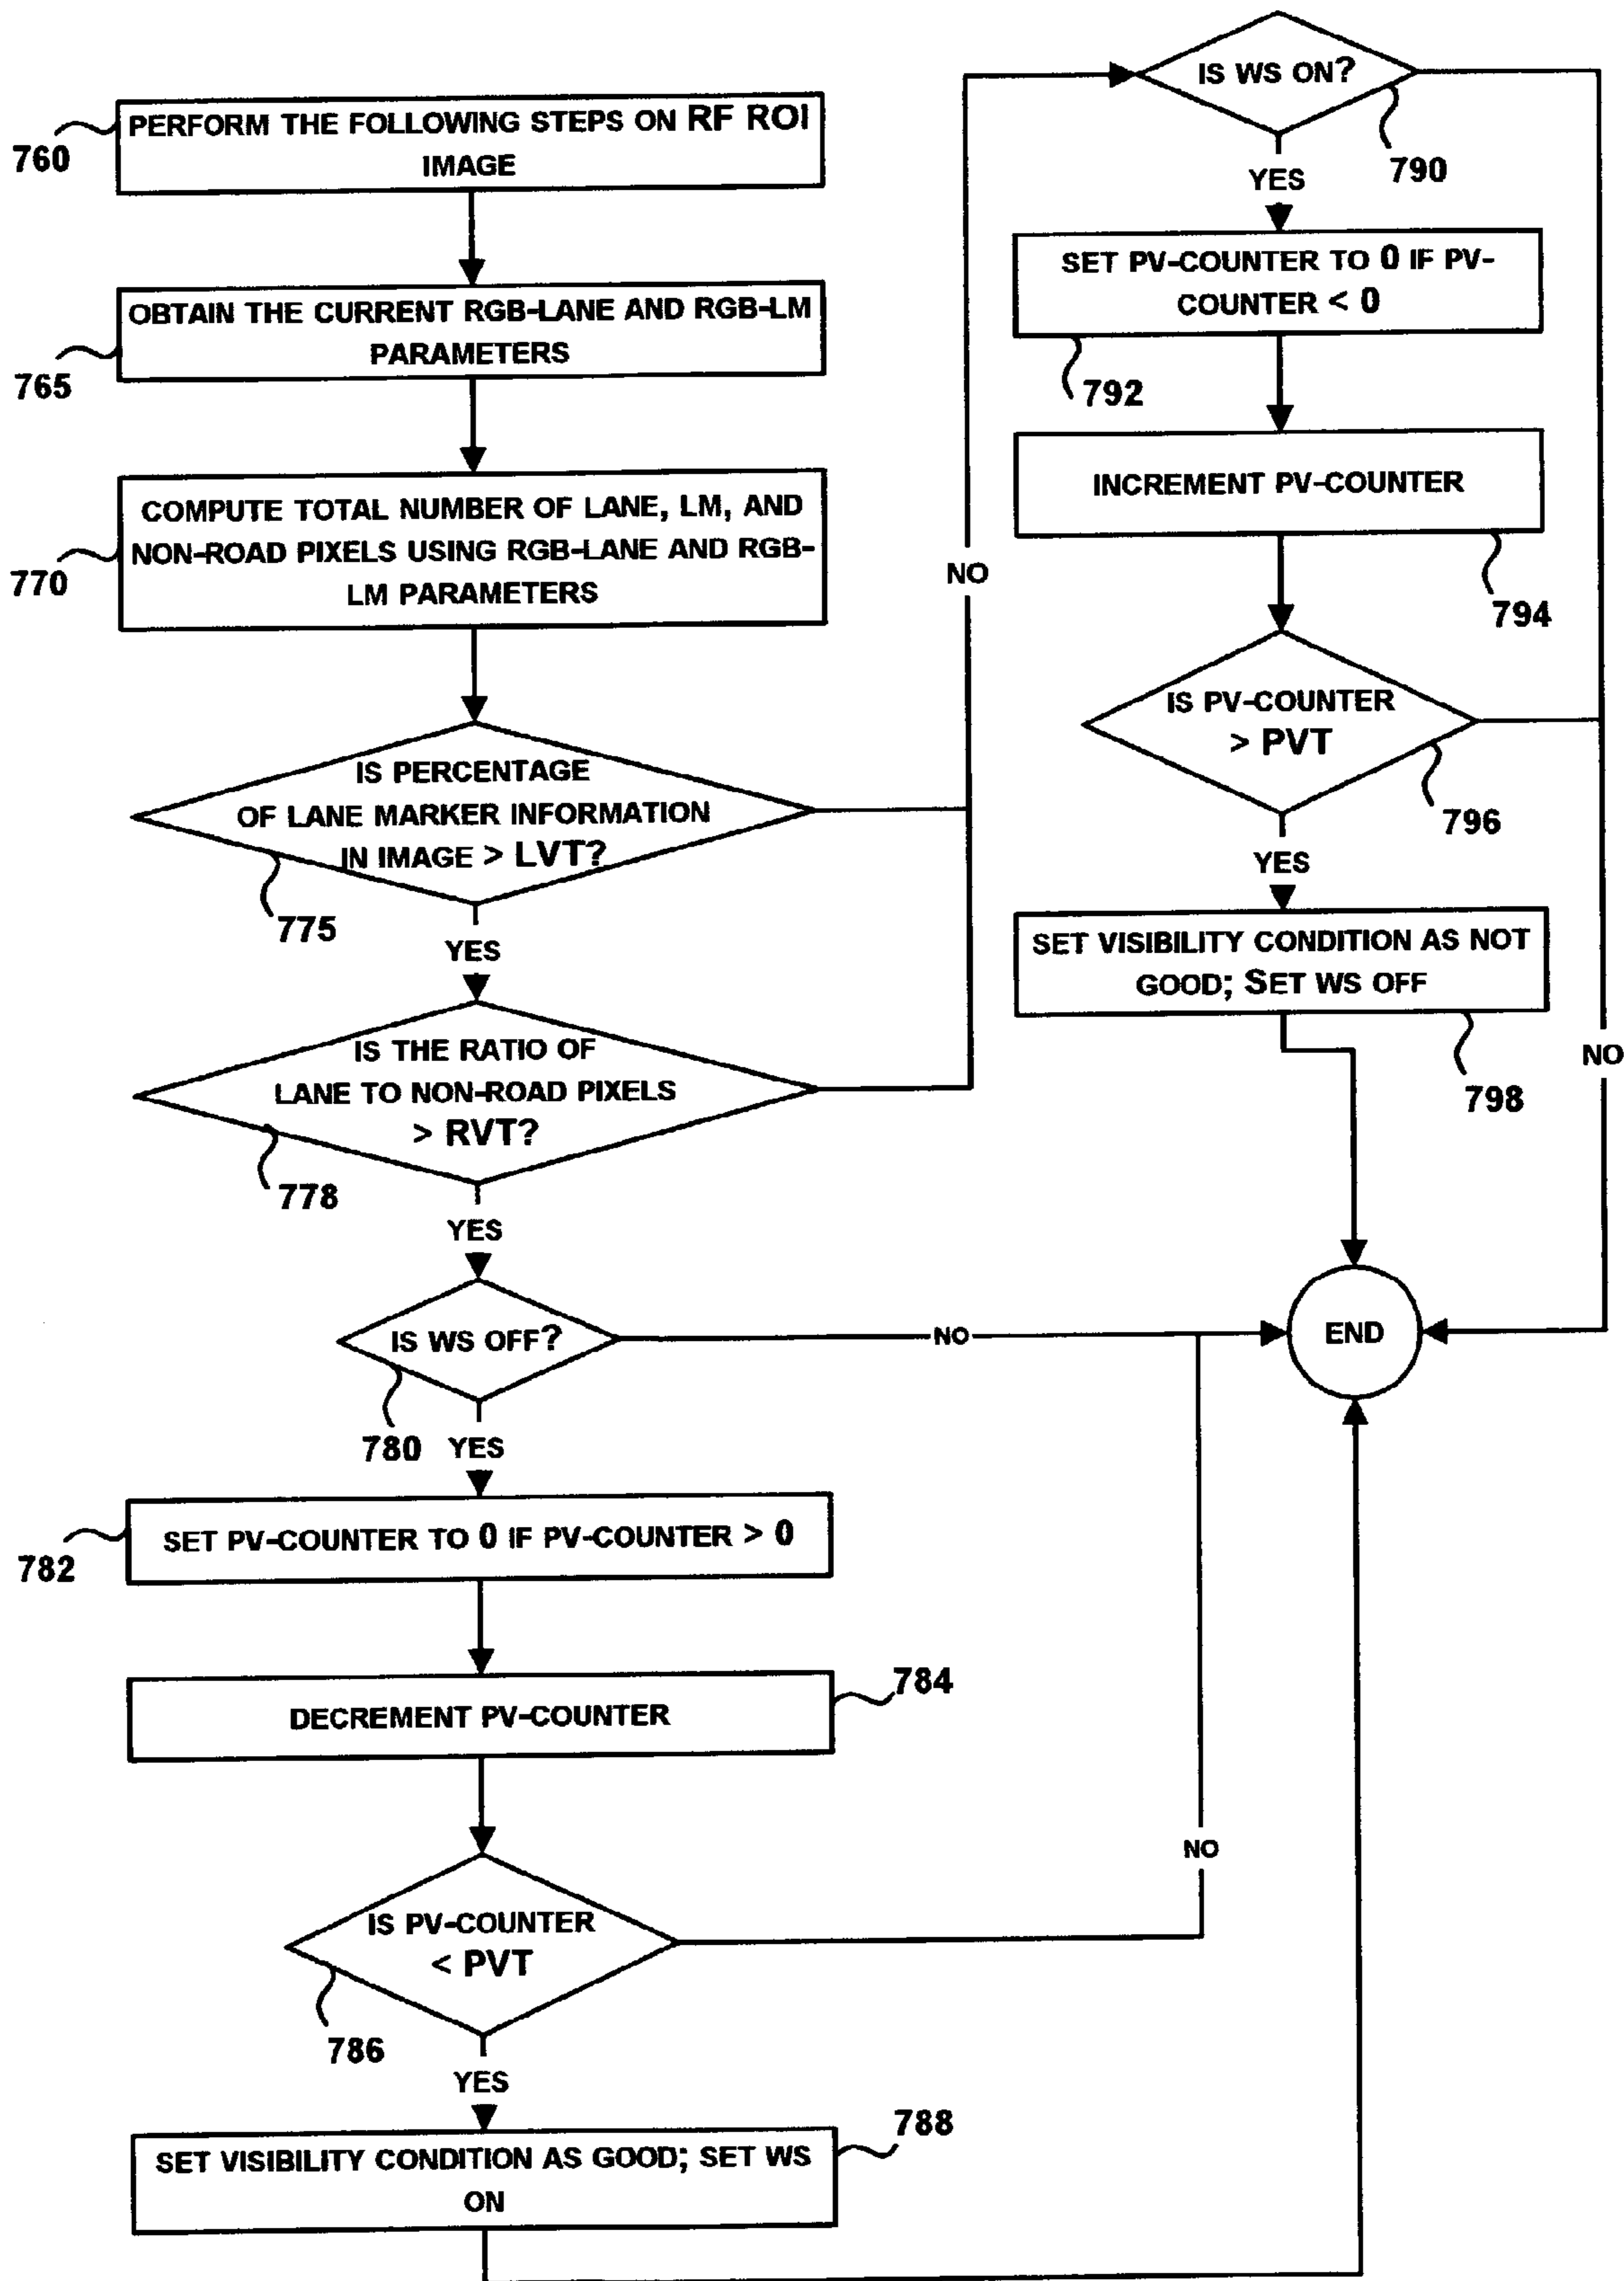 760
PERFORM THE FOLLOWING STEPS ON RF ROI
IMAGE
765
OBTAIN THE CURRENT RGB-LANE AND RGB-LM
PARAMETERS
770
COMPUTE TOTAL NUMBER OF LANE, LM, AND
NON-ROAD PIXELS USING RGB-LANE AND RGB-
LM PARAMETERS
IS PERCENTAGE
OF LANE MARKER INFORMATION
IN IMAGE > LVT?
775
YES
NO
IS THE RATIO OF
LANE TO NON-ROAD PIXELS
> RVT?
778
YES
IS WS OFF?
780
YES
NO
782
SET PV-COUNTER TO 0 IF PV-COUNTER > 0
DECREMENT PV-COUNTER
784
IS PV-COUNTER
< PVT
786
NO
YES
SET VISIBILITY CONDITION AS GOOD; SET WS
ON
788
IS WS ON?
790
YES
SET PV-COUNTER TO 0 IF PV-
COUNTER < 0
792
INCREMENT PV-COUNTER
794
IS PV-COUNTER
> PVT
796
YES
SET VISIBILITY CONDITION AS NOT
GOOD; SET WS OFF
798
NO
END